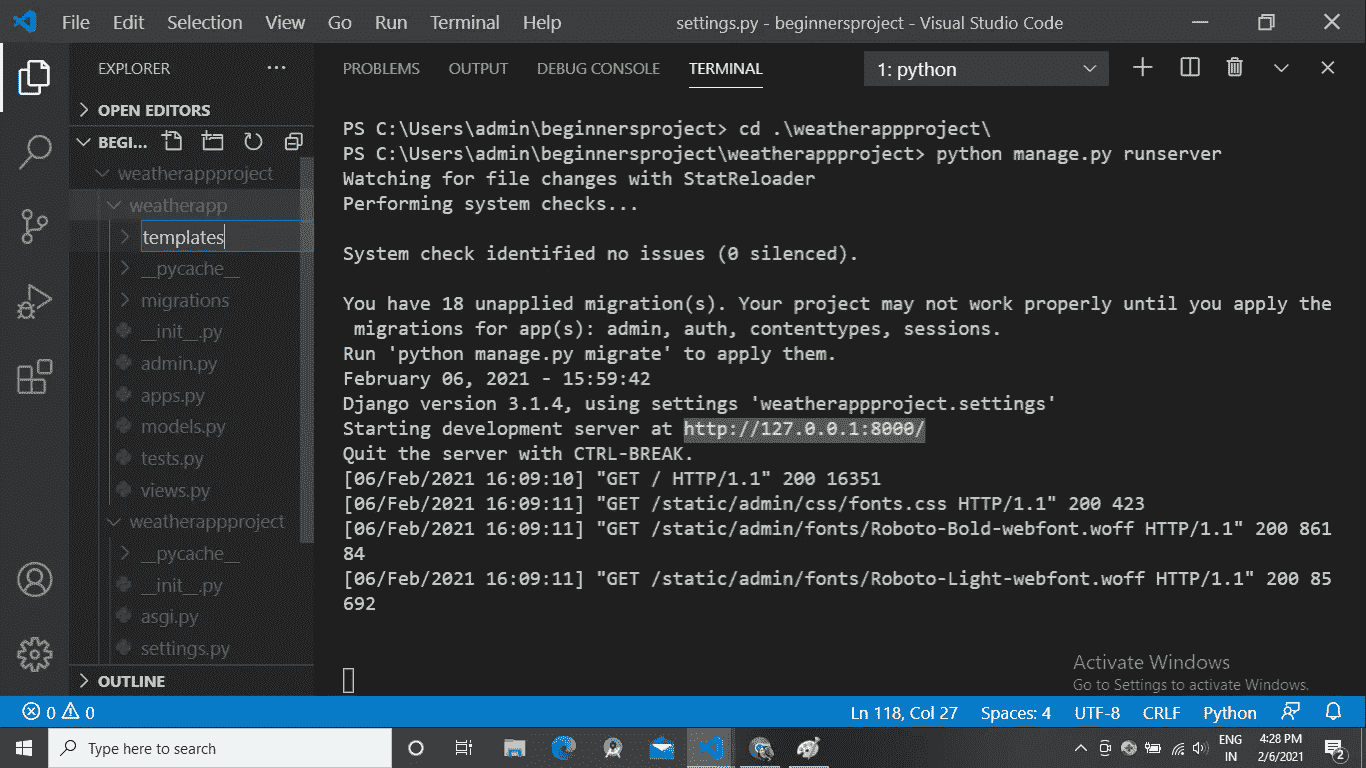 File Edit Selection View Go Run Terminal Help settings.py - beginnersproject - Visual Studio Code
EXPLORER
OPEN EDITORS
BEGI...
weatherappproject
weatherapp
templates
__pycache__
migrations
__init__.py
admin.py
apps.py
models.py
tests.py
views.py
weatherappproject
__pycache__
__init__.py
asgi.py
settings.py
OUTLINE
PROBLEMS OUTPUT DEBUG CONSOLE TERMINAL 1: python
PS C:\Users\admin\beginnersproject> cd .\weatherappproject\
PS C:\Users\admin\beginnersproject\weatherappproject> python manage.py runserver
Watching for file changes with StatReloader
Performing system checks...
System check identified no issues (0 silenced).
You have 18 unapplied migration(s). Your project may not work properly until you apply the
migrations for app(s): admin, auth, contenttypes, sessions.
Run 'python manage.py migrate' to apply them.
February 06, 2021 - 15:59:42
Django version 3.1.4, using settings 'weatherappproject.settings'
Starting development server at http://127.0.0.1:8000/
Quit the server with CTRL-BREAK.
[06/Feb/2021 16:09:10] "GET / HTTP/1.1" 200 16351
[06/Feb/2021 16:09:11] "GET /static/admin/css/fonts.css HTTP/1.1" 200 423
[06/Feb/2021 16:09:11] "GET /static/admin/fonts/Roboto-Bold-webfont.woff HTTP/1.1" 200 861
84
[06/Feb/2021 16:09:11] "GET /static/admin/fonts/Roboto-Light-webfont.woff HTTP/1.1" 200 85
692
Activate Windows
Go to Settings to activate Windows.
0 0 Ln 118, Col 27 Spaces: 4 UTF-8 CRLF Python
Type here to search
ENG
IN
4:28 PM
2/6/2021
2